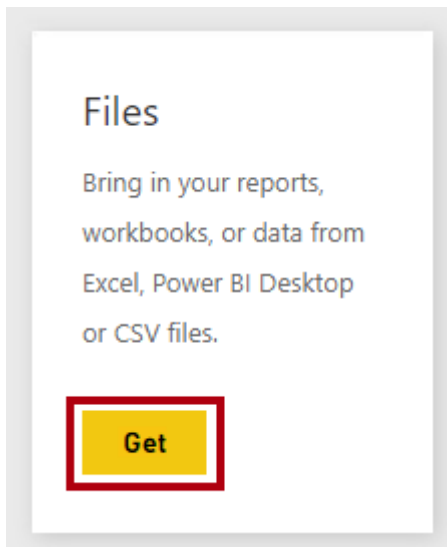 Files
Bring in your reports,
workbooks, or data from
Excel, Power BI Desktop
or CSV files.
Get